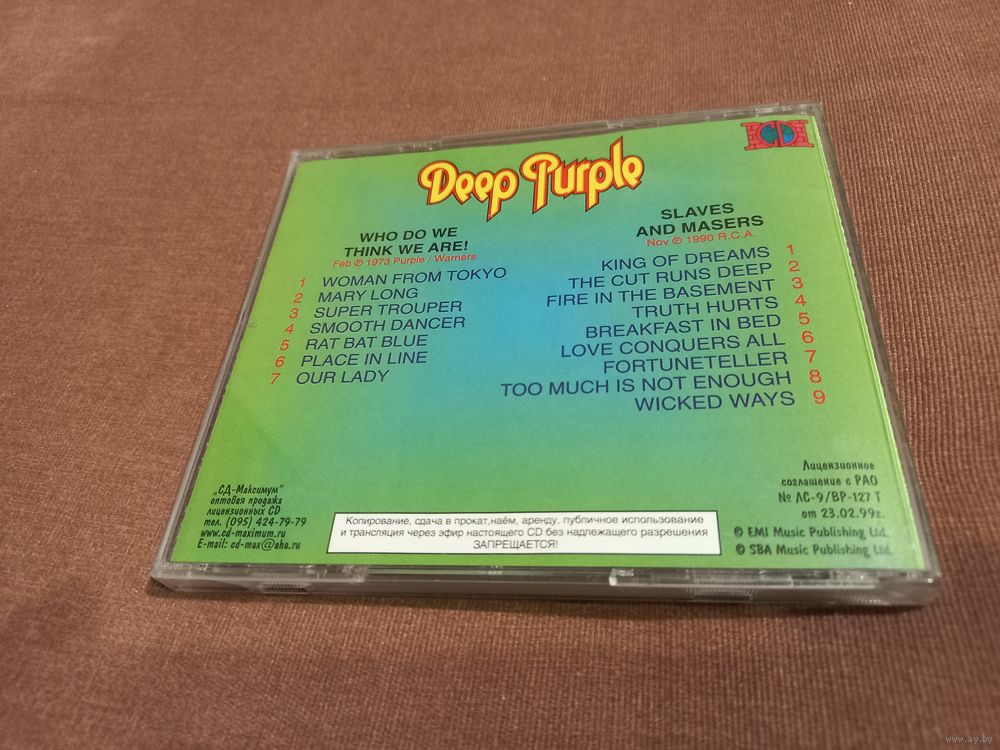 Deep Purple
WHO DO WE
THINK WE ARE!
Feb ℗ 1973 Purple / Warners
1 WOMAN FROM TOKYO
2 MARY LONG
3 SUPER TROUPER
4 SMOOTH DANCER
5 RAT BAT BLUE
6 PLACE IN LINE
7 OUR LADY
SLAVES
AND MASERS
Nov ℗ 1990 R.C.A.
KING OF DREAMS 1
THE CUT RUNS DEEP 2
FIRE IN THE BASEMENT 3
TRUTH HURTS 4
BREAKFAST IN BED 5
LOVE CONQUERS ALL 6
FORTUNETELLER 7
TOO MUCH IS NOT ENOUGH 8
WICKED WAYS 9
„СД-Максимум“
оптовая продажа
лицензионных CD
тел. (095) 424-79-79
www.cd-maximum.ru
E-mail: cd-max@aha.ru
Копирование, сдача в прокат,наём, аренду, публичное использование
и трансляция через эфир настоящего CD без надлежащего разрешения
ЗАПРЕЩАЕТСЯ!
Лицензионное
соглашение с РАО
№ ЛС-9/ВР-127 Т
от 23.02.99г.
© EMI Music Publishing Ltd.
© SBA Music Publishing Ltd.
www.ay.by